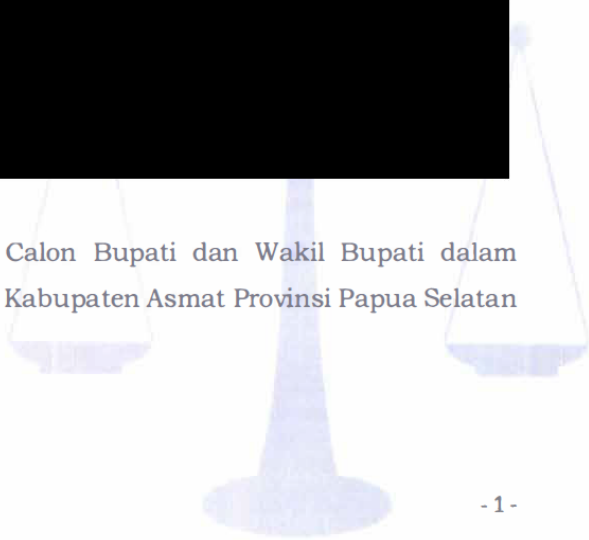 Calon Bupati dan Wakil Bupati dalam
Kabupaten Asmat Provinsi Papua Selatan
- 1 -